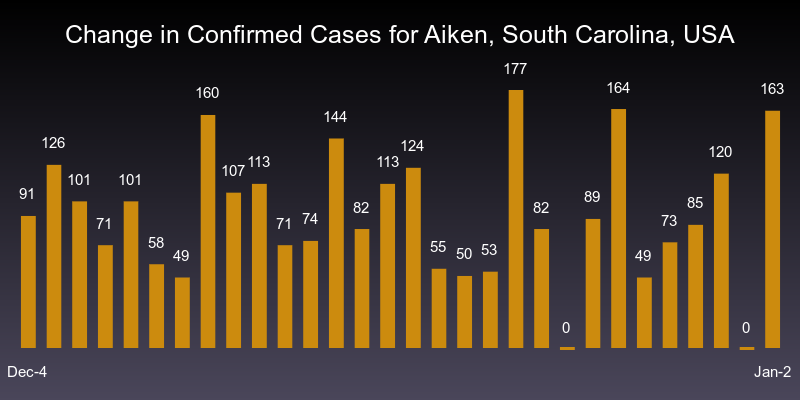 Change in Confirmed Cases for Aiken, South Carolina, USA
91 126 101 71 101 58 49 160 107 113 71 74 144 82 113 124 55 50 53 177 82 0 89 164 49 73 85 120 0 163
Dec-4 Jan-2